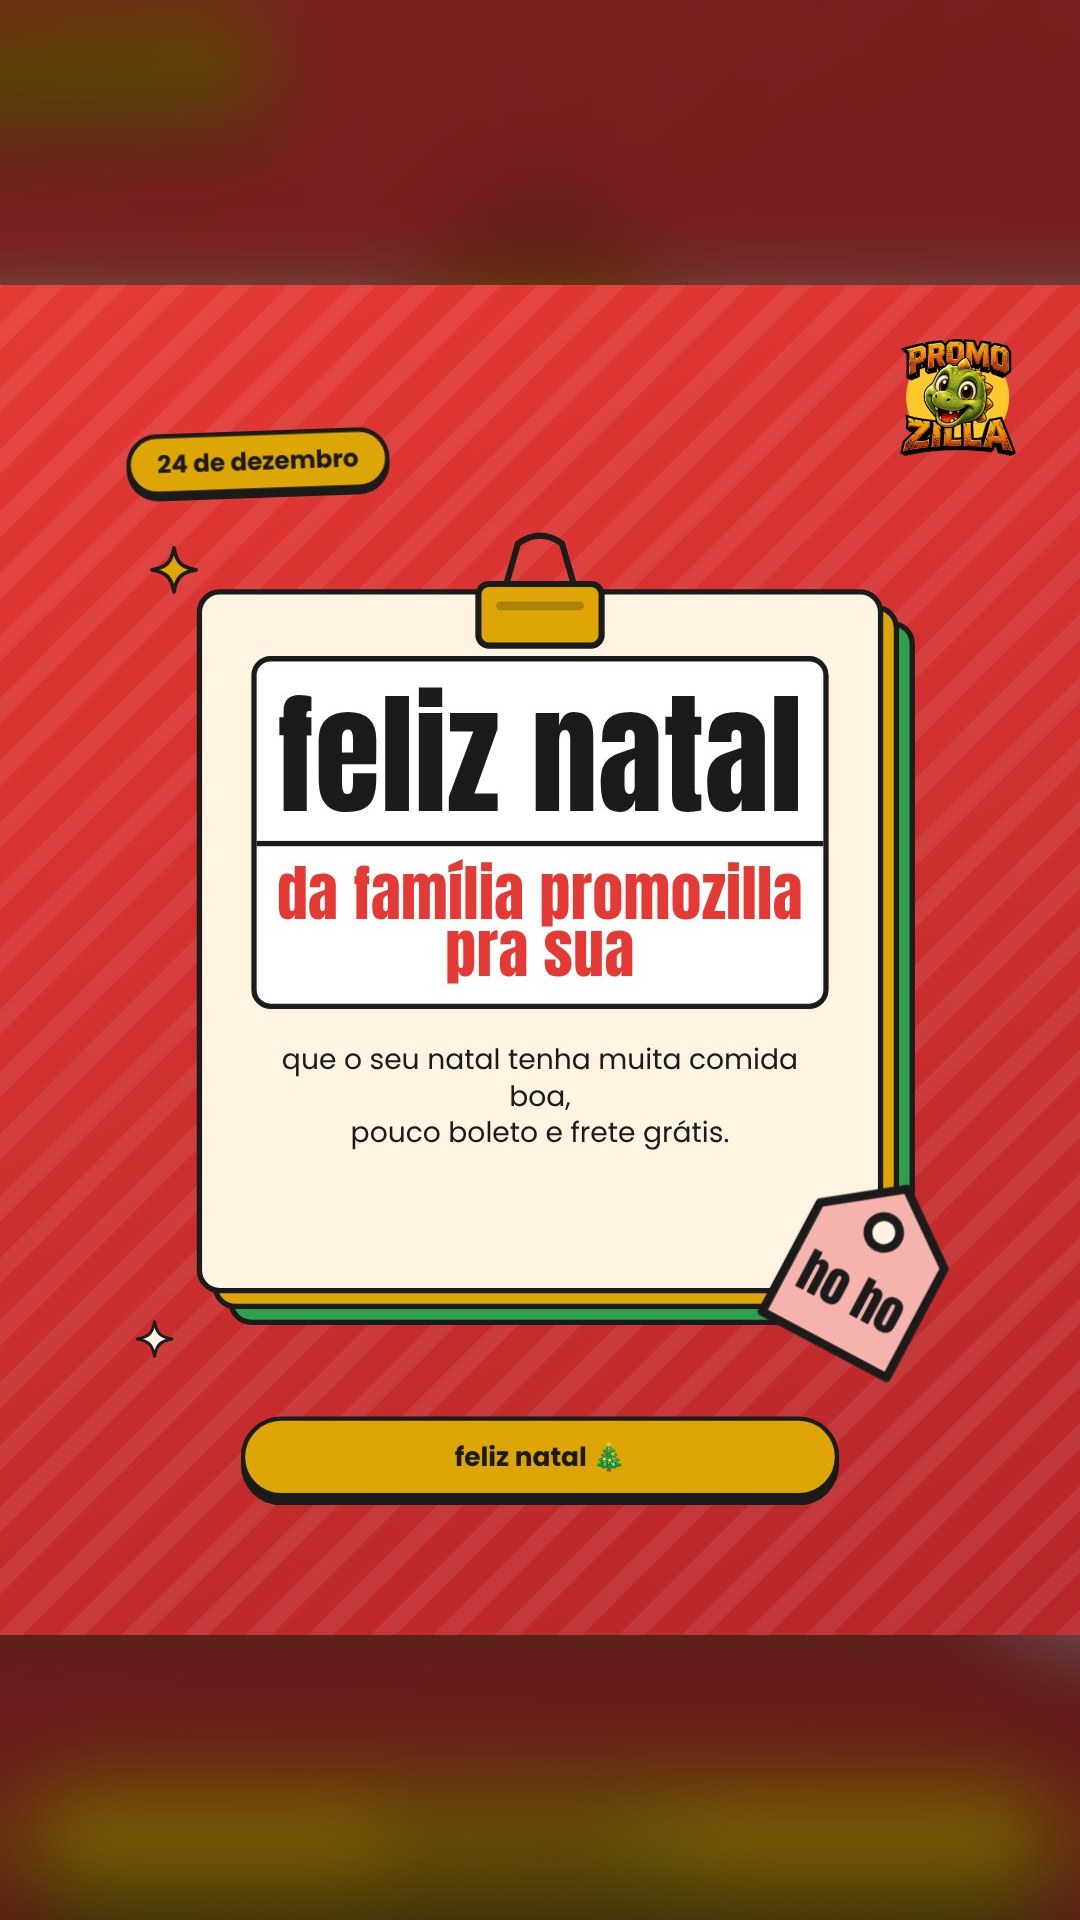 PROMO
ZILLA
24 de dezembro
feliz natal
da família promozilla
pra sua
que o seu natal tenha muita comida
boa,
pouco boleto e frete grátis.
ho ho
feliz natal 🎄